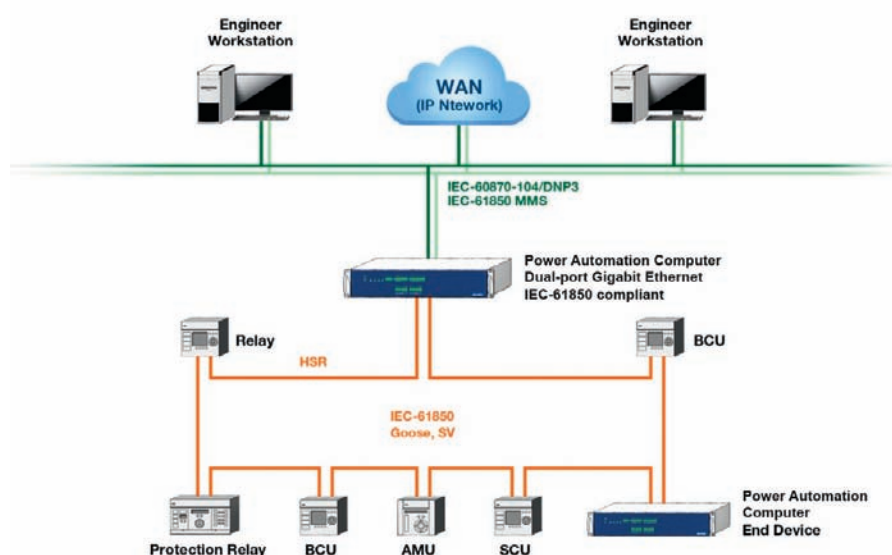 Engineer
Workstation
Engineer
Workstation
WAN
(IP Ntework)
IEC-60870-104/DNP3
IEC-61850 MMS
Power Automation Computer
Dual-port Gigabit Ethernet
IEC-61850 compliant
Relay
BCU
HSR
IEC-61850
Goose, SV
Power Automation
Computer
End Device
Protection Relay
BCU
AMU
SCU